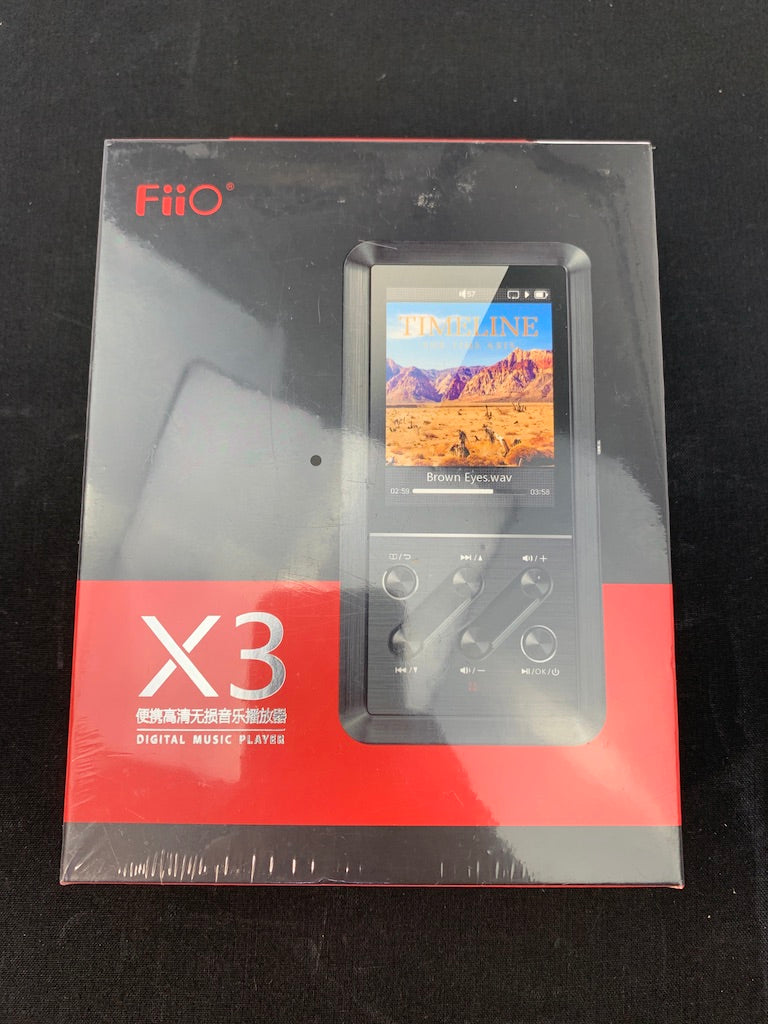 FiiO®
57
TIMELINE
Brown Eyes.wav
02:59 03:58
X3
便携高清无损音乐播放器
DIGITAL MUSIC PLAYER
/OK/